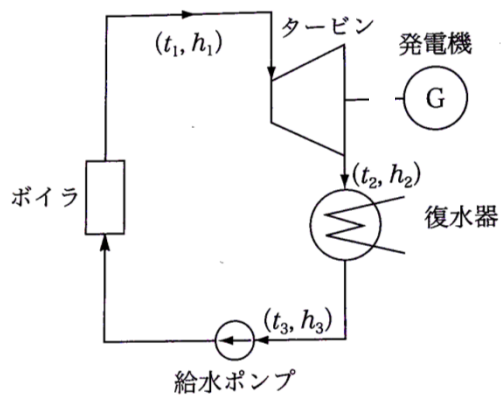 タービン
(t₁, h₁)
発電機
G
ボイラ
(t₂, h₂)
復水器
(t₃, h₃)
給水ポンプ